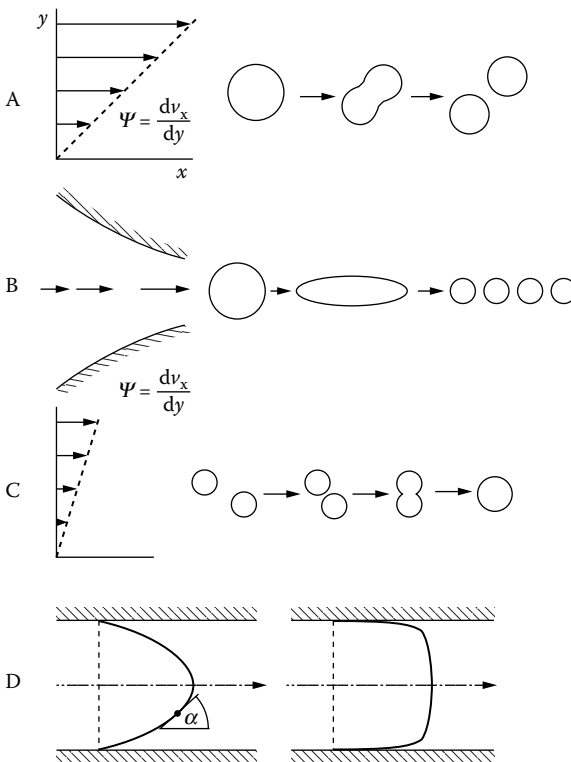 y
A
Ψ = dvₓ/dy
x
B
Ψ = dvₓ/dy
C
D
α